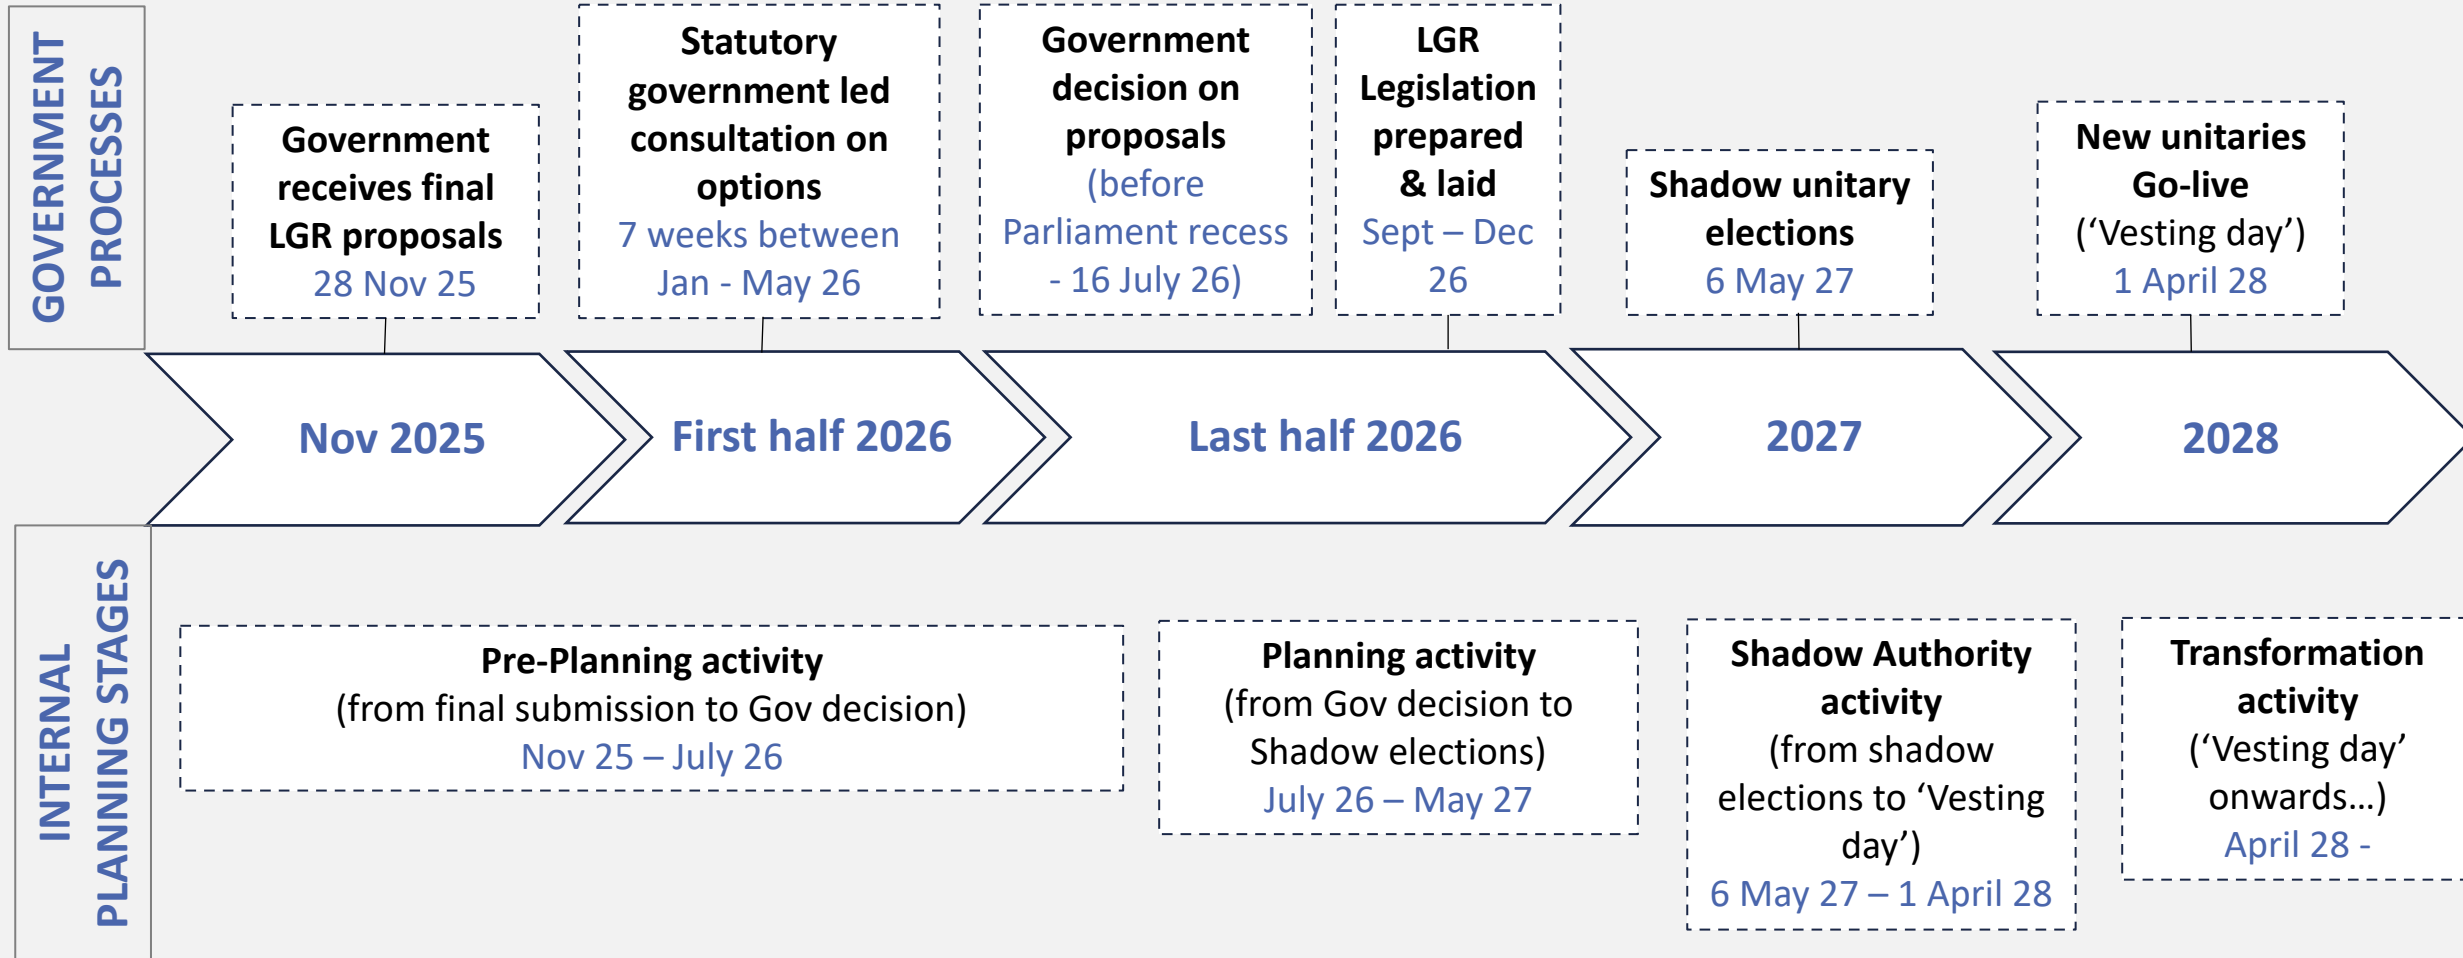 GOVERNMENT
PROCESSES
Government
receives final
LGR proposals
28 Nov 25
Statutory
government led
consultation on
options
7 weeks between
Jan - May 26
Government
decision on
proposals
(before
Parliament recess
- 16 July 26)
LGR
Legislation
prepared
& laid
Sept – Dec
26
Shadow unitary
elections
6 May 27
New unitaries
Go-live
(‘Vesting day’)
1 April 28
Nov 2025
First half 2026
Last half 2026
2027
2028
INTERNAL
PLANNING STAGES
Pre-Planning activity
(from final submission to Gov decision)
Nov 25 – July 26
Planning activity
(from Gov decision to
Shadow elections)
July 26 – May 27
Shadow Authority
activity
(from shadow
elections to ‘Vesting
day’)
6 May 27 – 1 April 28
Transformation
activity
(‘Vesting day’
onwards…)
April 28 -